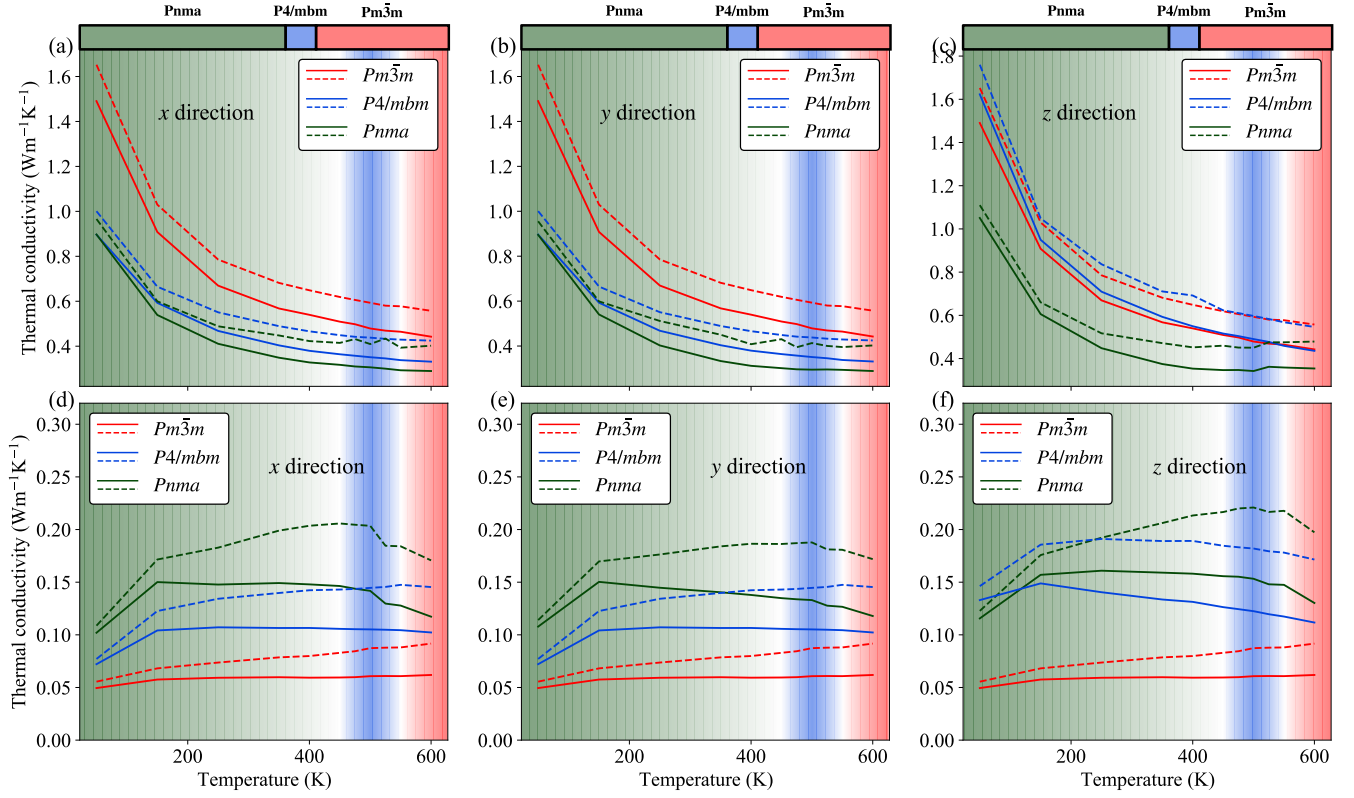 Pnma P4/mbm Pm3̄m Pnma P4/mbm Pm3̄m Pnma P4/mbm Pm3̄m
(a) (b) (c)
Thermal conductivity (Wm⁻¹K⁻¹)
1.6
1.4
1.2
1.0
0.8
0.6
0.4
x direction
Pm3̄m
P4/mbm
Pnma
1.6
1.4
1.2
1.0
0.8
0.6
0.4
y direction
Pm3̄m
P4/mbm
Pnma
1.8
1.6
1.4
1.2
1.0
0.8
0.6
0.4
z direction
Pm3̄m
P4/mbm
Pnma
(d) (e) (f)
Thermal conductivity (Wm⁻¹K⁻¹)
0.30
0.25
0.20
0.15
0.10
0.05
0.00
Pm3̄m
P4/mbm
Pnma
x direction
200 400 600
Temperature (K)
0.30
0.25
0.20
0.15
0.10
0.05
0.00
Pm3̄m
P4/mbm
Pnma
y direction
200 400 600
Temperature (K)
0.30
0.25
0.20
0.15
0.10
0.05
0.00
Pm3̄m
P4/mbm
Pnma
z direction
200 400 600
Temperature (K)